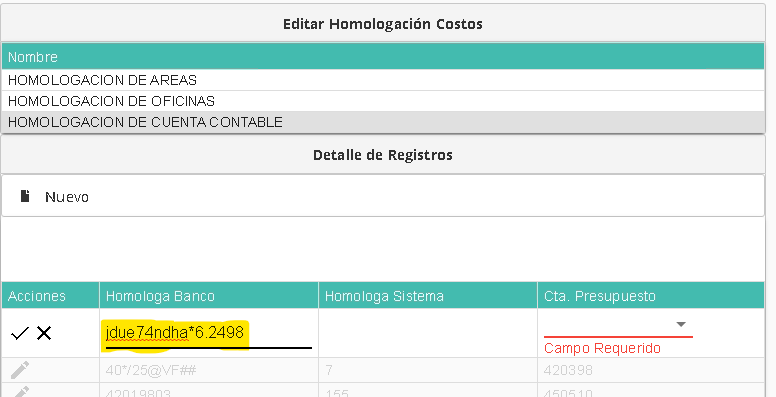 Editar Homologación Costos
Nombre
HOMOLOGACION DE AREAS
HOMOLOGACION DE OFICINAS
HOMOLOGACION DE CUENTA CONTABLE
Detalle de Registros
Nuevo
Acciones Homologa Banco Homologa Sistema Cta. Presupuesto
jdue74ndha*6.2498
Campo Requerido
40*/25@VF## 7 420398
42019803 155 450510